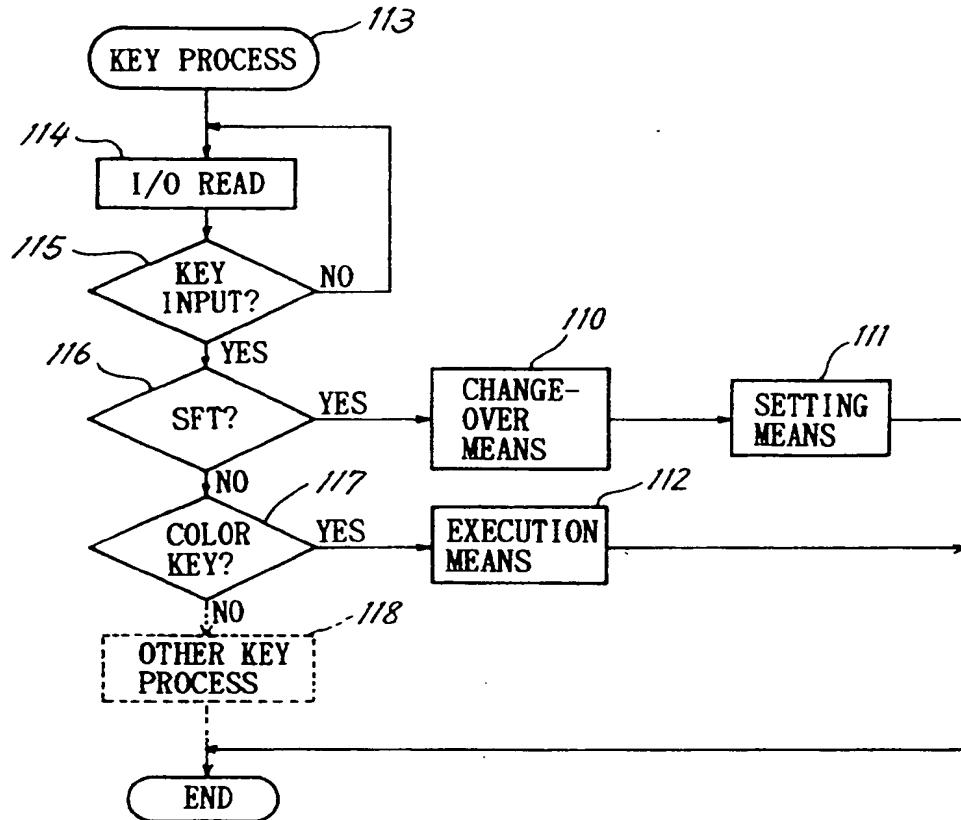 113
KEY PROCESS
114
I/O READ
115
KEY
INPUT?
NO
YES
116
SFT?
YES
110
CHANGE-
OVER
MEANS
111
SETTING
MEANS
NO
117
COLOR
KEY?
YES
112
EXECUTION
MEANS
NO
118
OTHER KEY
PROCESS
END